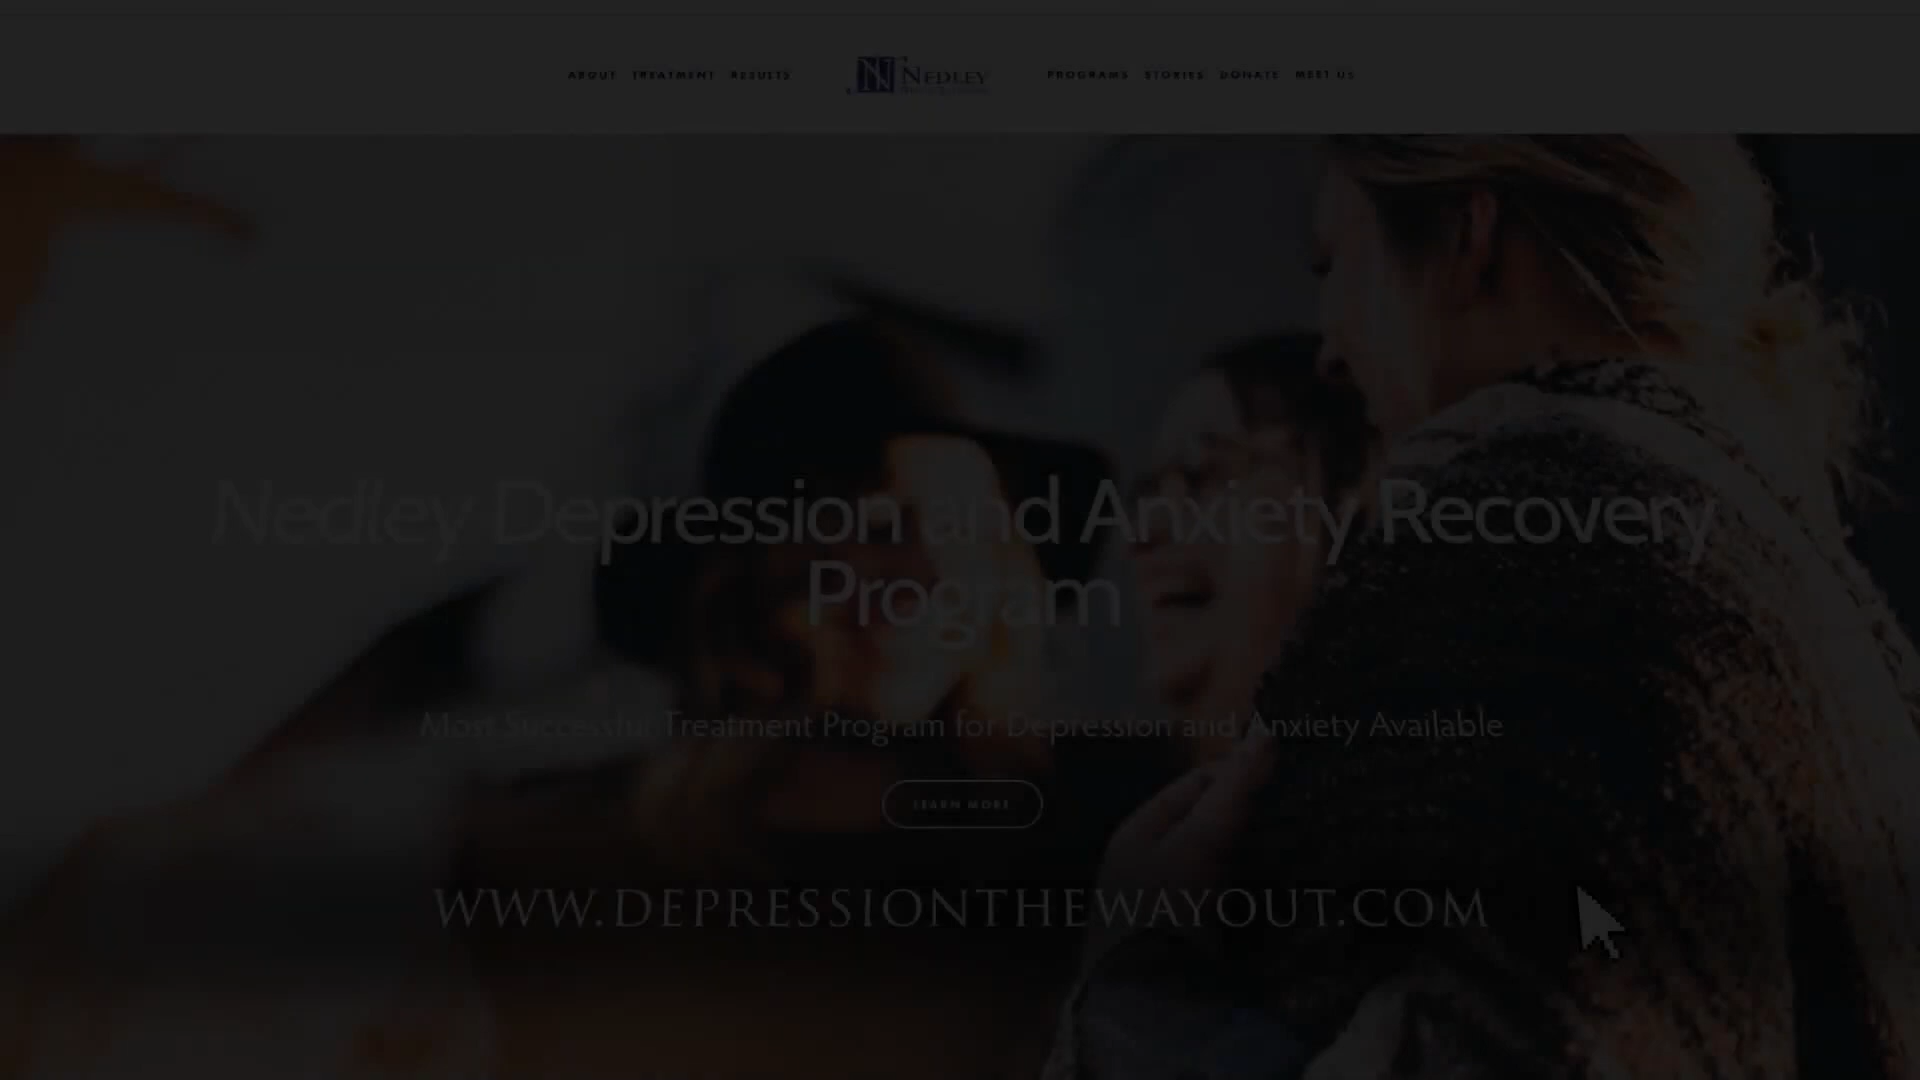 ABOUT TREATMENT RESULTS NEDLEY PROGRAMS STORIES DONATE MEET US
Nedley Depression and Anxiety Recovery
Program
Most Successful Treatment Program for Depression and Anxiety Available
LEARN MORE
WWW.DEPRESSIONTHEWAYOUT.COM